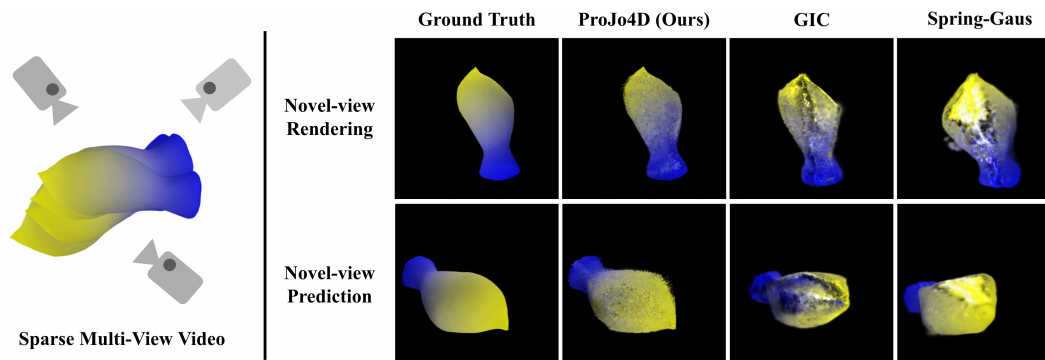 Ground Truth
ProJo4D (Ours)
GIC
Spring-Gaus
Novel-view
Rendering
Novel-view
Prediction
Sparse Multi-View Video